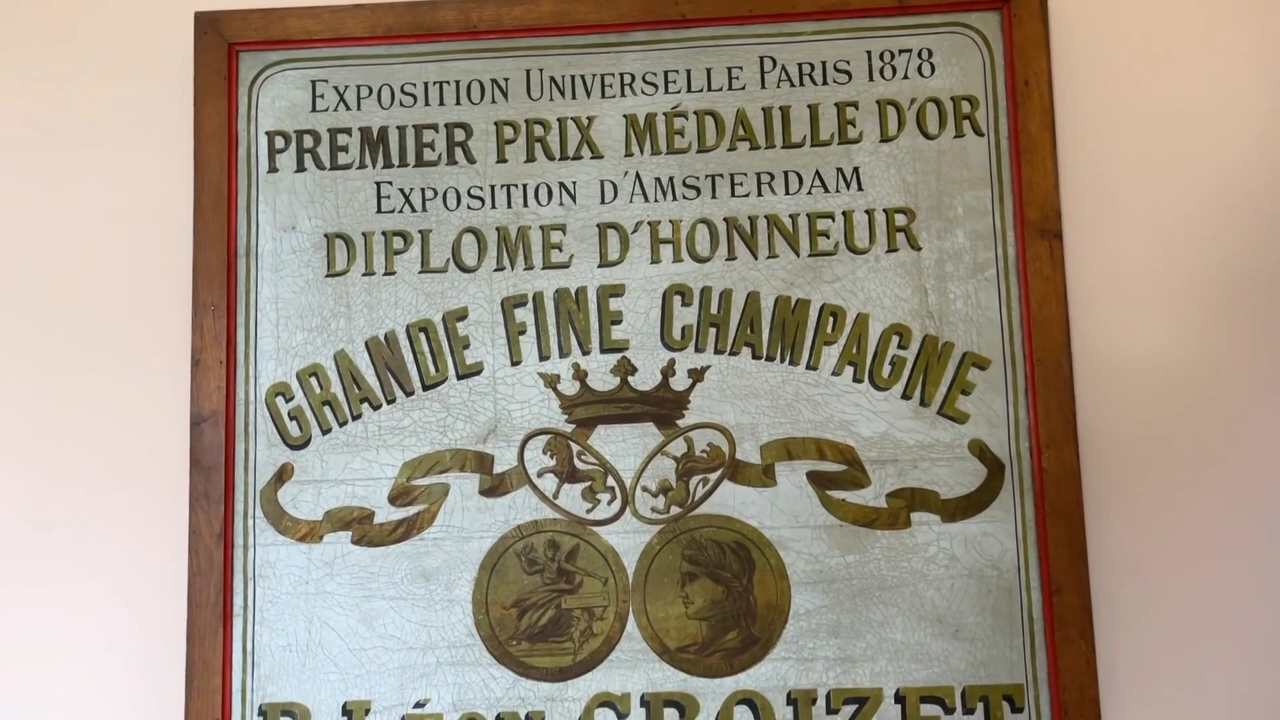 EXPOSITION UNIVERSELLE PARIS 1878
PREMIER PRIX MÉDAILLE D'OR
EXPOSITION D'AMSTERDAM
DIPLOME D'HONNEUR
GRANDE FINE CHAMPAGNE
LÉON CROIZET